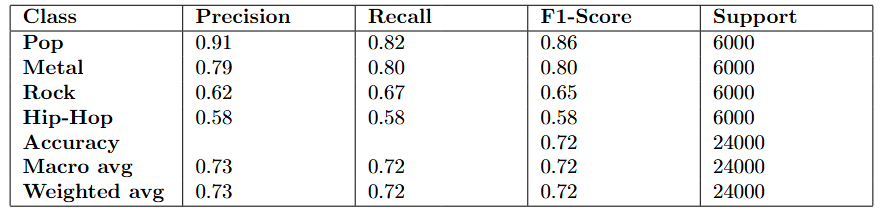 Class Precision Recall F1-Score Support
Pop 0.91 0.82 0.86 6000
Metal 0.79 0.80 0.80 6000
Rock 0.62 0.67 0.65 6000
Hip-Hop 0.58 0.58 0.58 6000
Accuracy 0.72 24000
Macro avg 0.73 0.72 0.72 24000
Weighted avg 0.73 0.72 0.72 24000